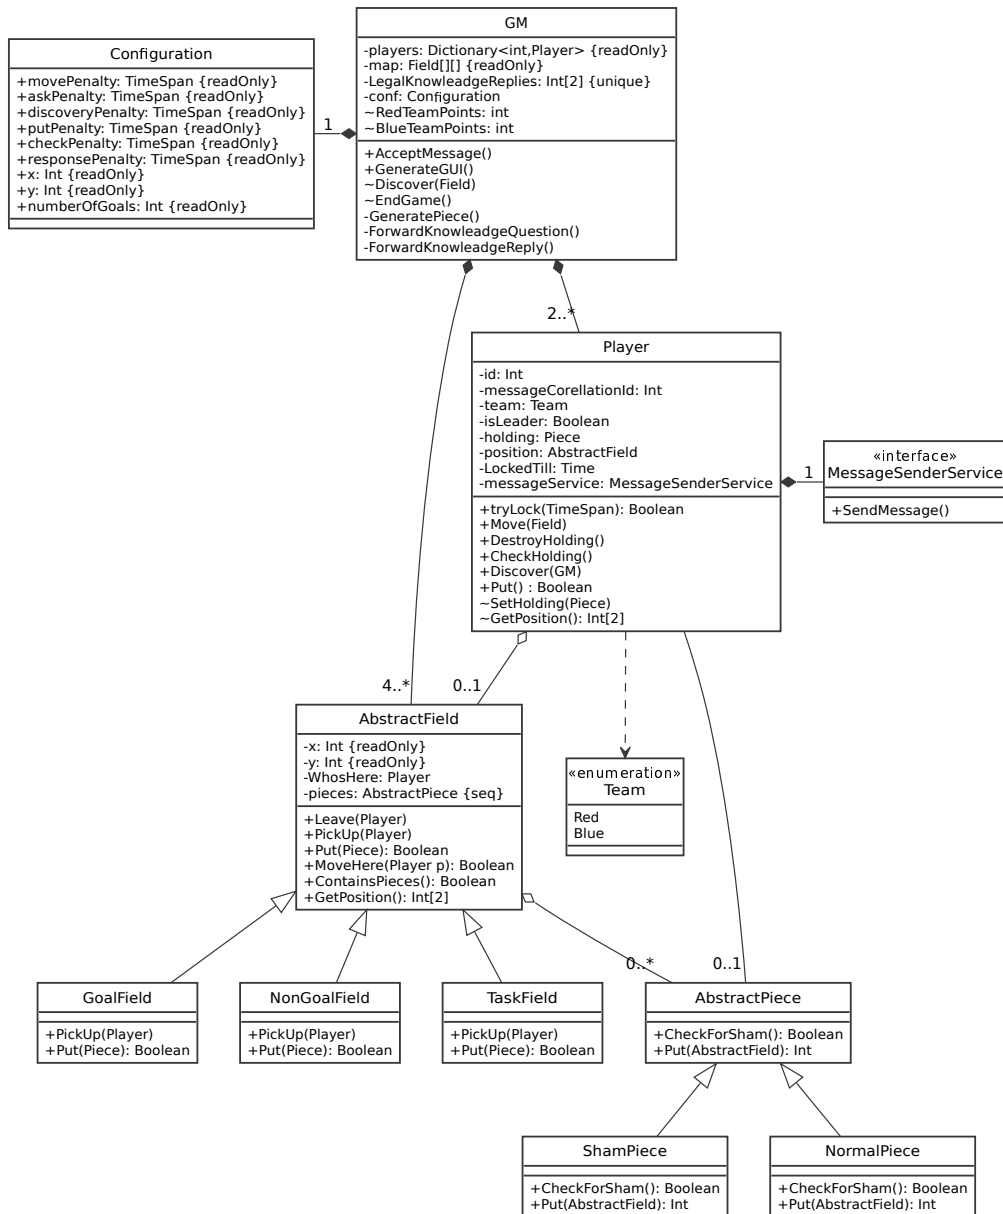 GM
-players: Dictionary<int,Player> {readOnly}
-map: Field[][] {readOnly}
-LegalKnowleadgeReplies: Int[2] {unique}
-conf: Configuration
~RedTeamPoints: int
~BlueTeamPoints: int
+AcceptMessage()
+GenerateGUI()
~Discover(Field)
~EndGame()
-GeneratePiece()
-ForwardKnowleadgeQuestion()
-ForwardKnowleadgeReply()
Configuration
+movePenalty: TimeSpan {readOnly}
+askPenalty: TimeSpan {readOnly}
+discoveryPenalty: TimeSpan {readOnly}
+putPenalty: TimeSpan {readOnly}
+checkPenalty: TimeSpan {readOnly}
+responsePenalty: TimeSpan {readOnly}
+x: Int {readOnly}
+y: Int {readOnly}
+numberOfGoals: Int {readOnly}
1
2..*
Player
-id: Int
-messageCorellationId: Int
-team: Team
-isLeader: Boolean
-holding: Piece
-position: AbstractField
-LockedTill: Time
-messageService: MessageSenderService
+tryLock(TimeSpan): Boolean
+Move(Field)
+DestroyHolding()
+CheckHolding()
+Discover(GM)
+Put() : Boolean
~SetHolding(Piece)
~GetPosition(): Int[2]
1
«interface»
MessageSenderService
+SendMessage()
4..*
0..1
AbstractField
-x: Int {readOnly}
-y: Int {readOnly}
-WhosHere: Player
-pieces: AbstractPiece {seq}
+Leave(Player)
+PickUp(Player)
+Put(Piece): Boolean
+MoveHere(Player p): Boolean
+ContainsPieces(): Boolean
+GetPosition(): Int[2]
«enumeration»
Team
Red
Blue
0..*
0..1
GoalField
+PickUp(Player)
+Put(Piece): Boolean
NonGoalField
+PickUp(Player)
+Put(Piece): Boolean
TaskField
+PickUp(Player)
+Put(Piece): Boolean
AbstractPiece
+CheckForSham(): Boolean
+Put(AbstractField): Int
ShamPiece
+CheckForSham(): Boolean
+Put(AbstractField): Int
NormalPiece
+CheckForSham(): Boolean
+Put(AbstractField): Int